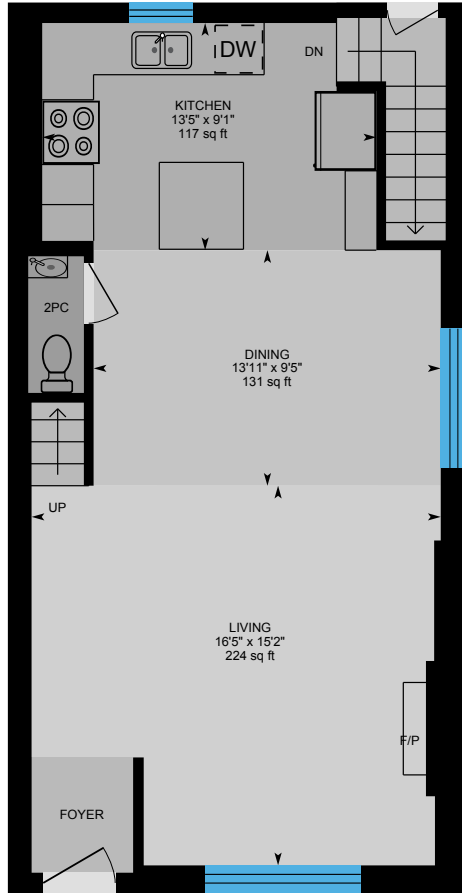 DW
DN
KITCHEN
13'5" x 9'1"
117 sq ft
2PC
DINING
13'11" x 9'5"
131 sq ft
UP
LIVING
16'5" x 15'2"
224 sq ft
F/P
FOYER